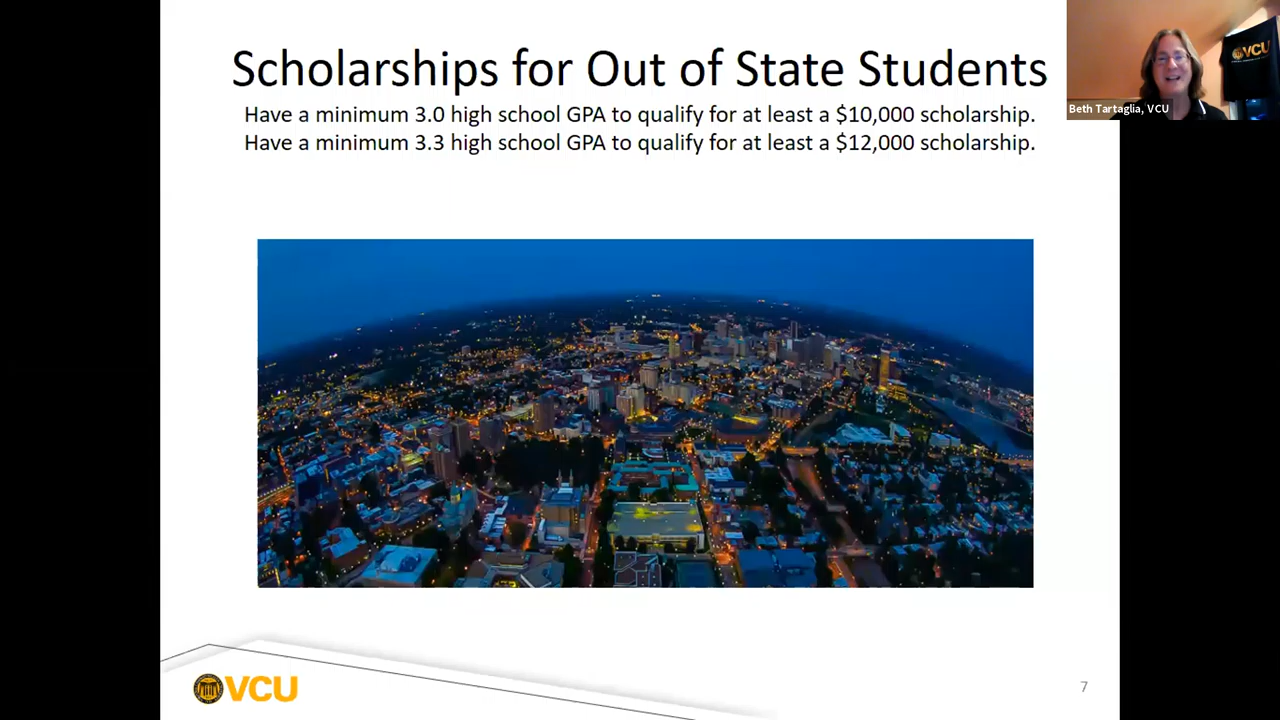 Scholarships for Out of State Students
Have a minimum 3.0 high school GPA to qualify for at least a $10,000 scholarship.
Have a minimum 3.3 high school GPA to qualify for at least a $12,000 scholarship.
VCU
Beth Tartaglia, VCU
VCU
7